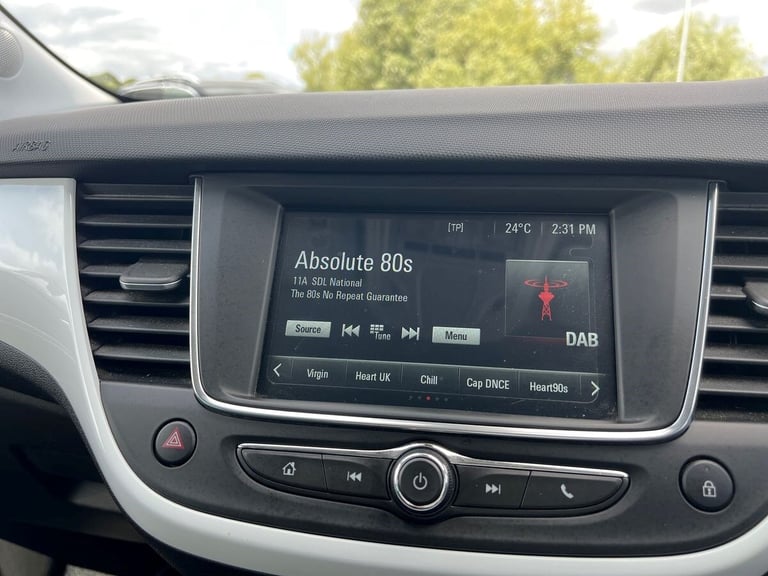 AIRBAG
[TP] 24°C 2:31 PM
Absolute 80s
11A SDL National
The 80s No Repeat Guarantee
DAB
Source Tune Menu
Virgin Heart UK Chill Cap DNCE Heart90s